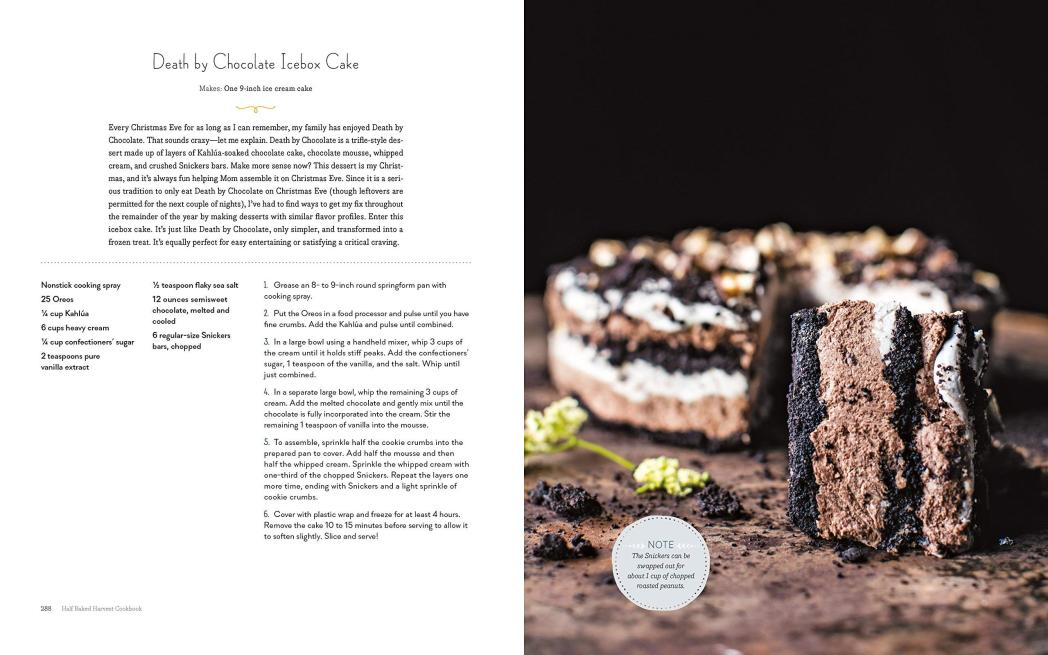 Death by Chocolate Icebox Cake
Makes: One 9-inch ice cream cake
Every Christmas Eve for as long as I can remember, my family has enjoyed Death by
Chocolate. That sounds crazy—let me explain. Death by Chocolate is a trifle-style des-
sert made up of layers of Kahlúa-soaked chocolate cake, chocolate mousse, whipped
cream, and crushed Snickers bars. Make more sense now? This dessert is my Christ-
mas, and it's always fun helping Mom assemble it on Christmas Eve. Since it is a seri-
ous tradition to only eat Death by Chocolate on Christmas Eve (though leftovers are
permitted for the next couple of nights), I've had to find ways to get my fix throughout
the remainder of the year by making desserts with similar flavor profiles. Enter this
icebox cake. It's just like Death by Chocolate, only simpler, and transformed into a
frozen treat. It's equally perfect for easy entertaining or satisfying a critical craving.
Nonstick cooking spray
25 Oreos
¼ cup Kahlúa
6 cups heavy cream
¼ cup confectioners' sugar
2 teaspoons pure
vanilla extract
½ teaspoon flaky sea salt
12 ounces semisweet
chocolate, melted and
cooled
6 regular-size Snickers
bars, chopped
1. Grease an 8- to 9-inch round springform pan with
cooking spray.
2. Put the Oreos in a food processor and pulse until you have
fine crumbs. Add the Kahlúa and pulse until combined.
3. In a large bowl using a handheld mixer, whip 3 cups of
the cream until it holds stiff peaks. Add the confectioners'
sugar, 1 teaspoon of the vanilla, and the salt. Whip until
just combined.
4. In a separate large bowl, whip the remaining 3 cups of
cream. Add the melted chocolate and gently mix until the
chocolate is fully incorporated into the cream. Stir the
remaining 1 teaspoon of vanilla into the mousse.
5. To assemble, sprinkle half the cookie crumbs into the
prepared pan to cover. Add half the mousse and then
half the whipped cream. Sprinkle the whipped cream with
one-third of the chopped Snickers. Repeat the layers one
more time, ending with Snickers and a light sprinkle of
cookie crumbs.
6. Cover with plastic wrap and freeze for at least 4 hours.
Remove the cake 10 to 15 minutes before serving to allow it
to soften slightly. Slice and serve!
288 Half Baked Harvest Cookbook
NOTE
The Snickers can be
swapped out for
about 1 cup of chopped
roasted peanuts.